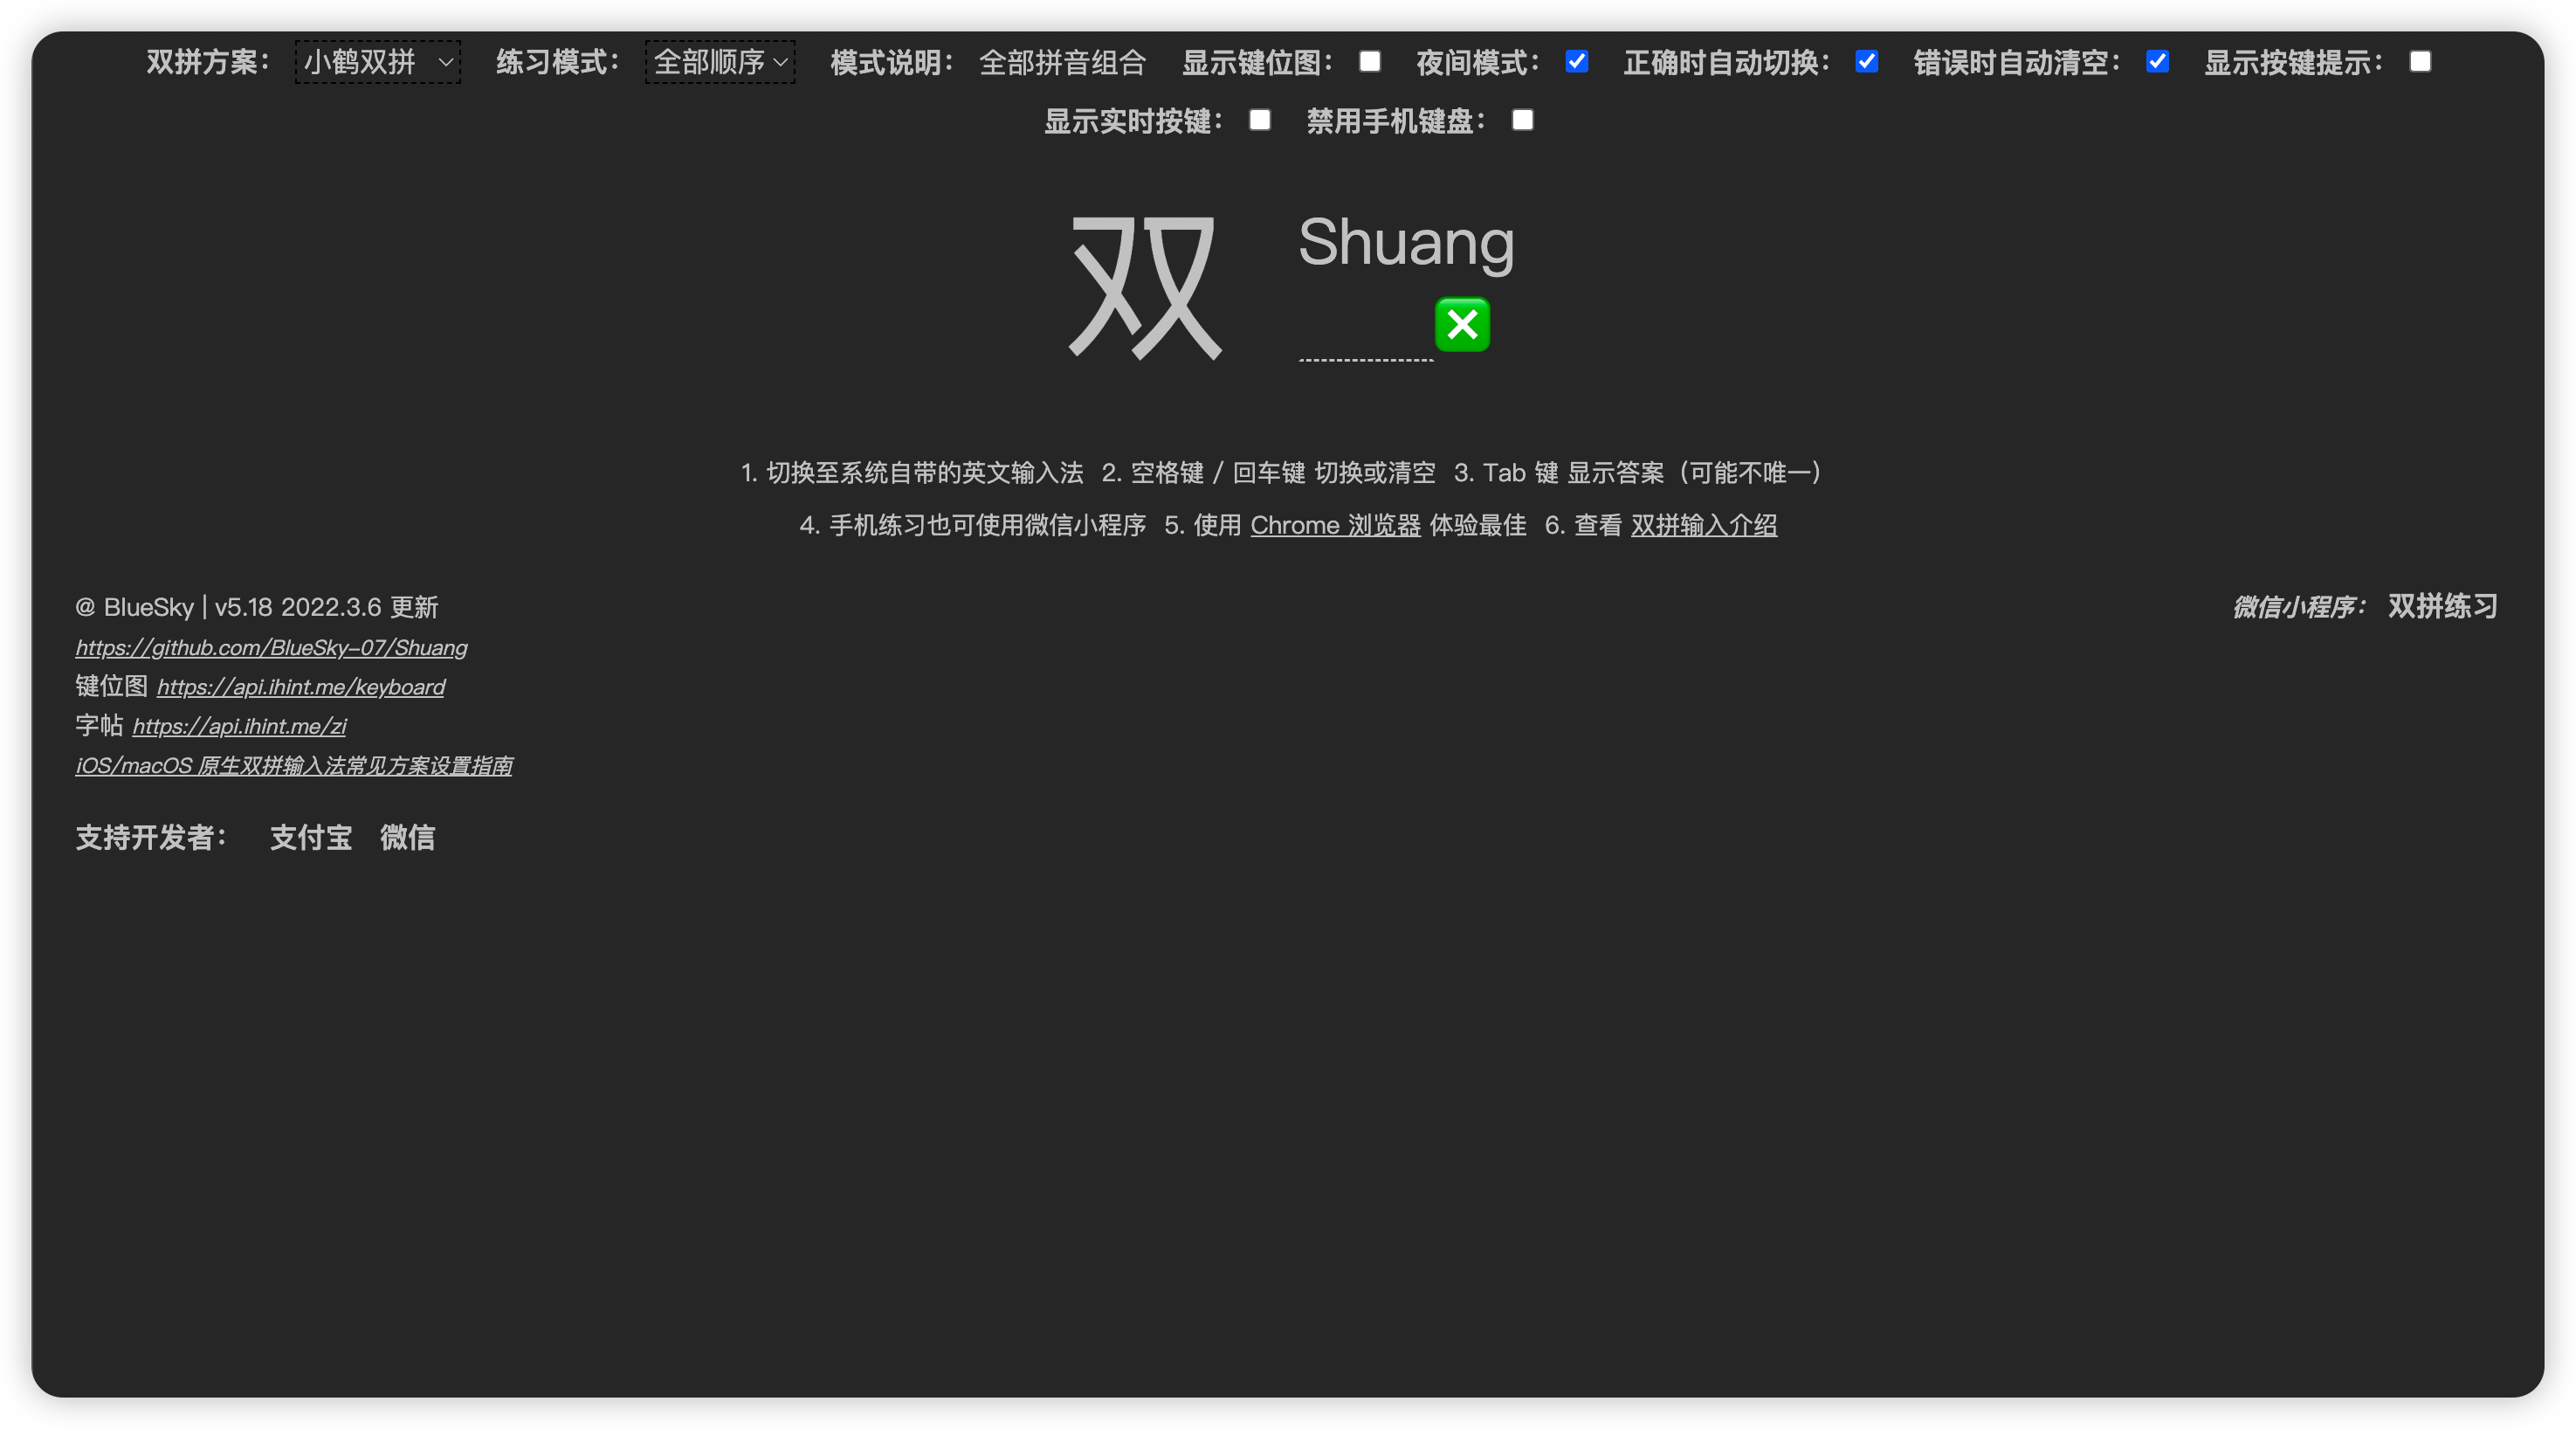 双拼方案： 小鹤双拼 练习模式： 全部顺序 模式说明： 全部拼音组合 显示键位图： 夜间模式： 正确时自动切换： 错误时自动清空： 显示按键提示：
显示实时按键： 禁用手机键盘：
双 Shuang
1. 切换至系统自带的英文输入法 2. 空格键 / 回车键 切换或清空 3. Tab 键 显示答案（可能不唯一）
4. 手机练习也可使用微信小程序 5. 使用 Chrome 浏览器 体验最佳 6. 查看 双拼输入介绍
@ BlueSky | v5.18 2022.3.6 更新
微信小程序： 双拼练习
https://github.com/BlueSky-07/Shuang
键位图 https://api.ihint.me/keyboard
字帖 https://api.ihint.me/zi
iOS/macOS 原生双拼输入法常见方案设置指南
支持开发者： 支付宝 微信